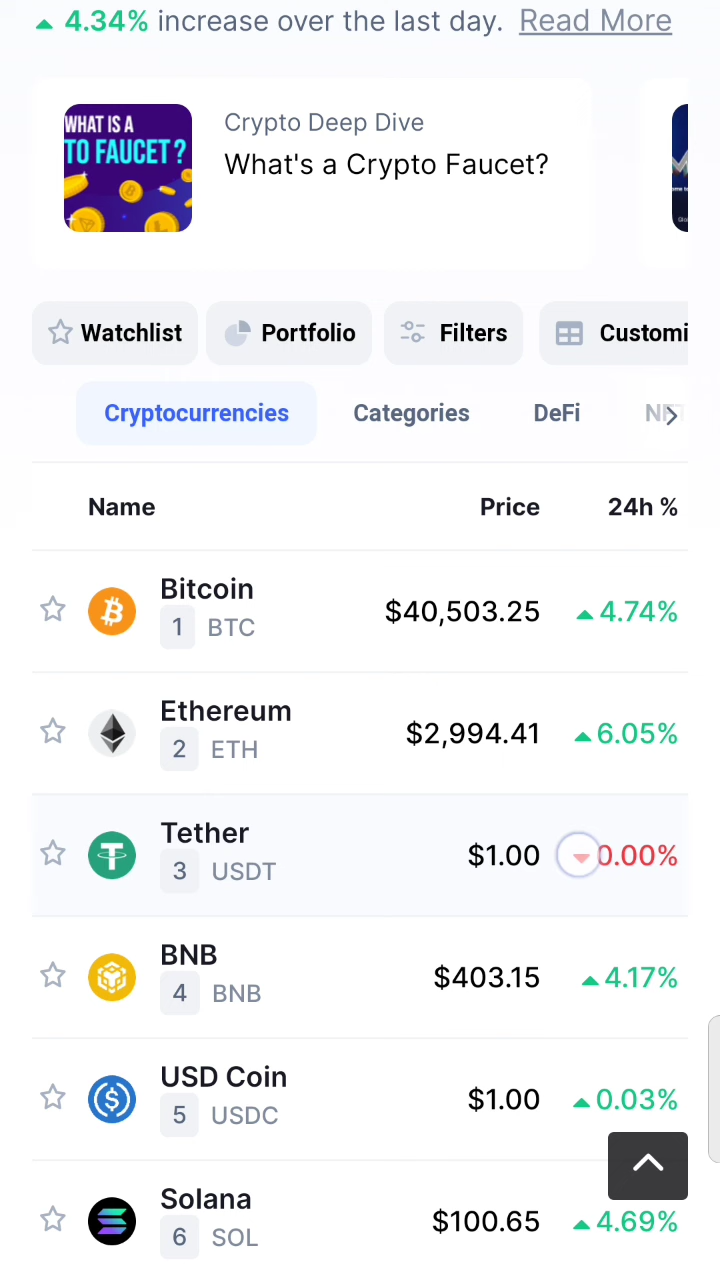 4.34% increase over the last day. Read More
WHAT IS A
TO FAUCET?
Crypto Deep Dive
What's a Crypto Faucet?
Watchlist
Portfolio
Filters
Customi
Cryptocurrencies
Categories
DeFi
NFT
Name Price 24h %
Bitcoin
1 BTC $40,503.25 4.74%
Ethereum
2 ETH $2,994.41 6.05%
Tether
3 USDT $1.00 0.00%
BNB
4 BNB $403.15 4.17%
USD Coin
5 USDC $1.00 0.03%
Solana
6 SOL $100.65 4.69%